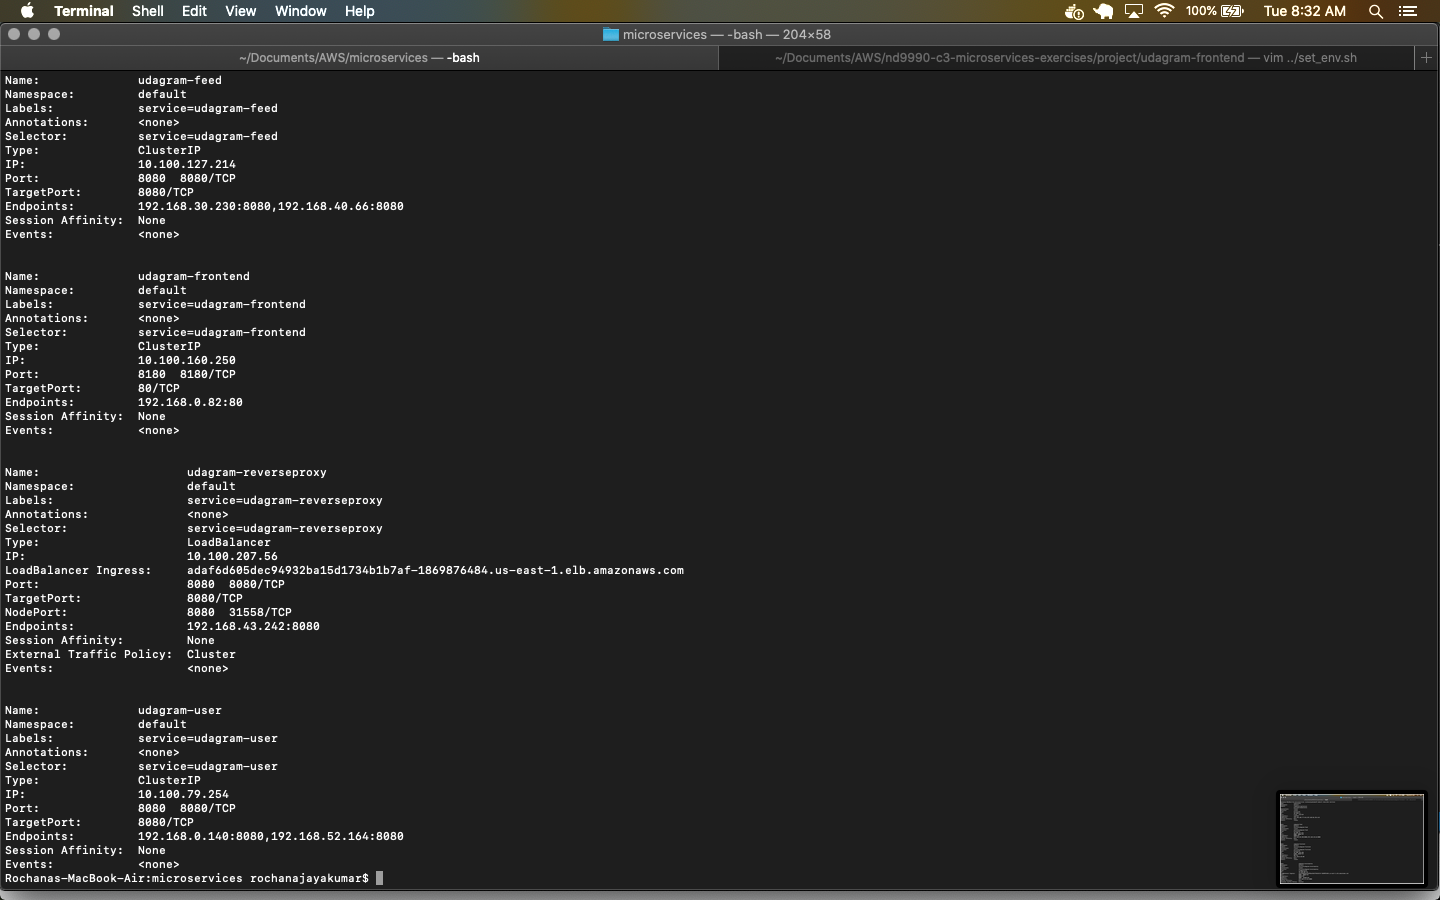 Terminal Shell Edit View Window Help 100% Tue 8:32 AM
microservices — -bash — 204×58
~/Documents/AWS/microservices — -bash ~/Documents/AWS/nd9990-c3-microservices-exercises/project/udagram-frontend — vim ../set_env.sh
Name: udagram-feed
Namespace: default
Labels: service=udagram-feed
Annotations: <none>
Selector: service=udagram-feed
Type: ClusterIP
IP: 10.100.127.214
Port: 8080 8080/TCP
TargetPort: 8080/TCP
Endpoints: 192.168.30.230:8080,192.168.40.66:8080
Session Affinity: None
Events: <none>
Name: udagram-frontend
Namespace: default
Labels: service=udagram-frontend
Annotations: <none>
Selector: service=udagram-frontend
Type: ClusterIP
IP: 10.100.160.250
Port: 8180 8180/TCP
TargetPort: 80/TCP
Endpoints: 192.168.0.82:80
Session Affinity: None
Events: <none>
Name: udagram-reverseproxy
Namespace: default
Labels: service=udagram-reverseproxy
Annotations: <none>
Selector: service=udagram-reverseproxy
Type: LoadBalancer
IP: 10.100.207.56
LoadBalancer Ingress: adaf6d605dec94932ba15d1734b1b7af-1869876484.us-east-1.elb.amazonaws.com
Port: 8080 8080/TCP
TargetPort: 8080/TCP
NodePort: 8080 31558/TCP
Endpoints: 192.168.43.242:8080
Session Affinity: None
External Traffic Policy: Cluster
Events: <none>
Name: udagram-user
Namespace: default
Labels: service=udagram-user
Annotations: <none>
Selector: service=udagram-user
Type: ClusterIP
IP: 10.100.79.254
Port: 8080 8080/TCP
TargetPort: 8080/TCP
Endpoints: 192.168.0.140:8080,192.168.52.164:8080
Session Affinity: None
Events: <none>
Rochanas-MacBook-Air:microservices rochanajayakumar$